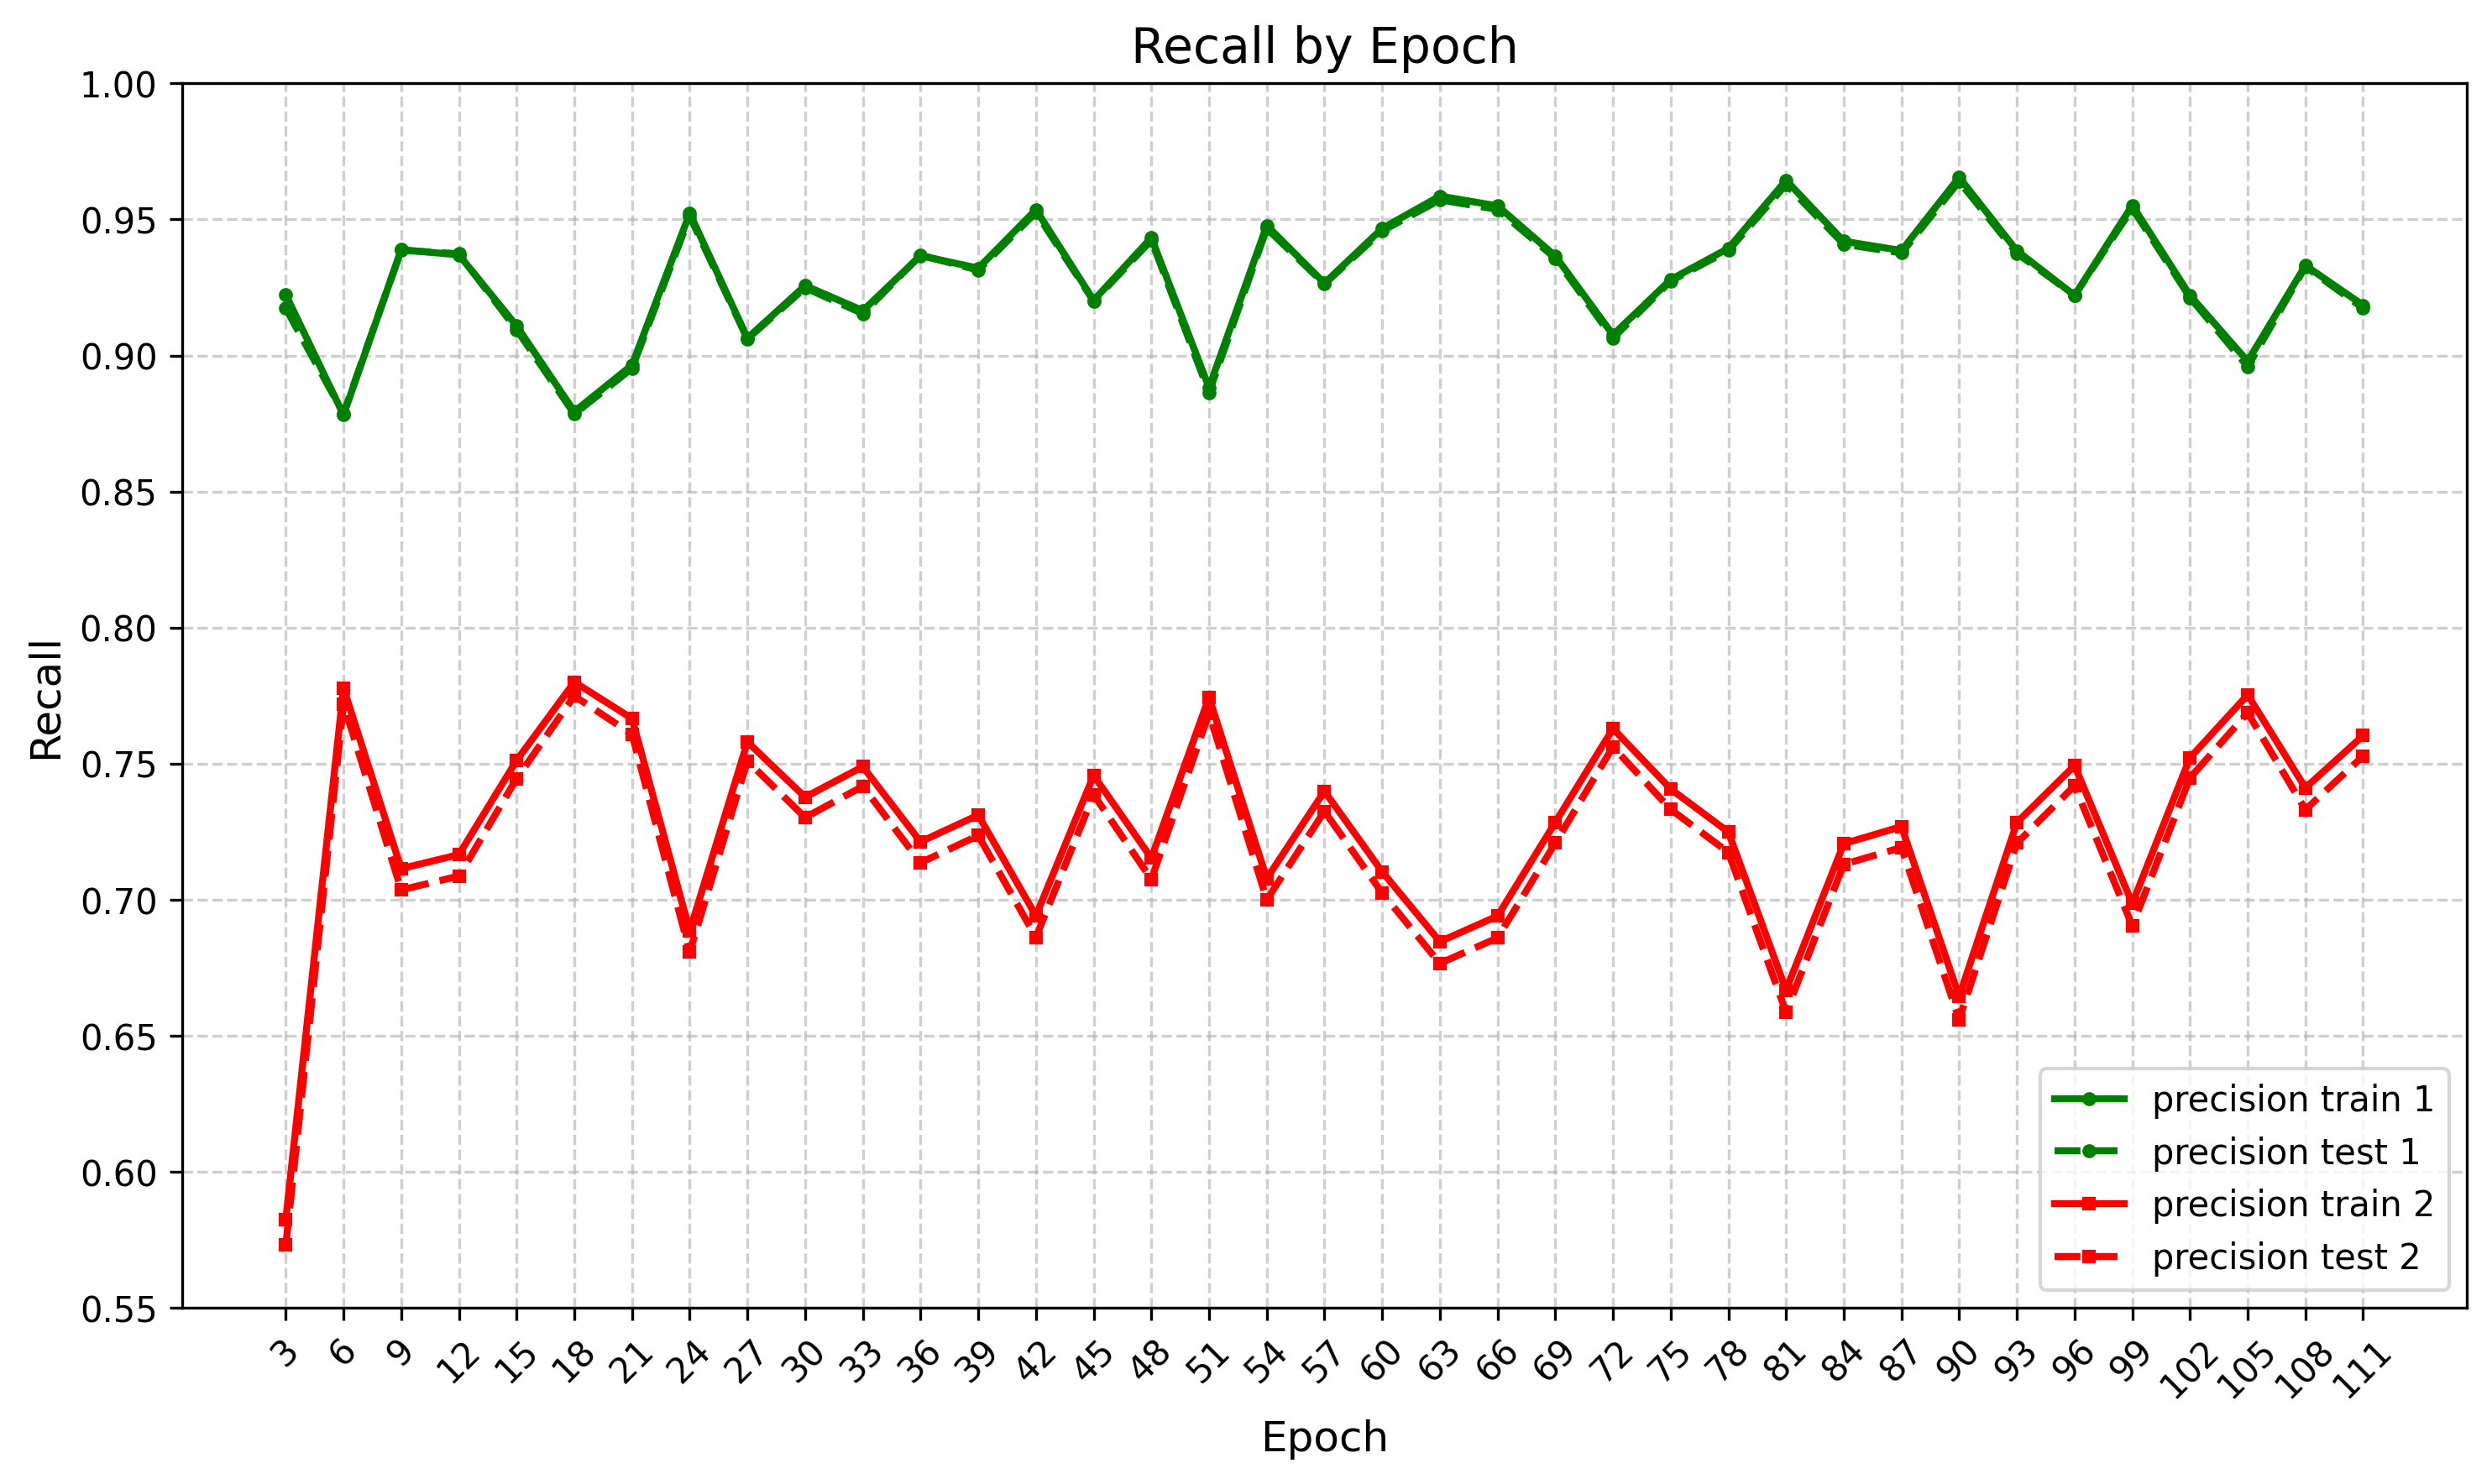 Recall by Epoch
1.00
0.95
0.90
0.85
0.80
0.75
0.70
0.65
0.60
0.55
Recall
precision train 1
precision test 1
precision train 2
precision test 2
3 6 9 12 15 18 21 24 27 30 33 36 39 42 45 48 51 54 57 60 63 66 69 72 75 78 81 84 87 90 93 96 99 102 105 108 111
Epoch